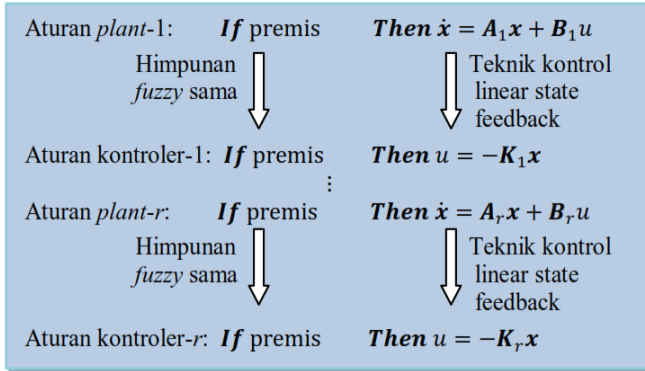 Aturan plant-1: If premis Then ẋ = A₁x + B₁u
Himpunan fuzzy sama Teknik kontrol linear state feedback
Aturan kontroler-1: If premis Then u = −K₁x
⋮
Aturan plant-r: If premis Then ẋ = Aᵣx + Bᵣu
Himpunan fuzzy sama Teknik kontrol linear state feedback
Aturan kontroler-r: If premis Then u = −Kᵣx